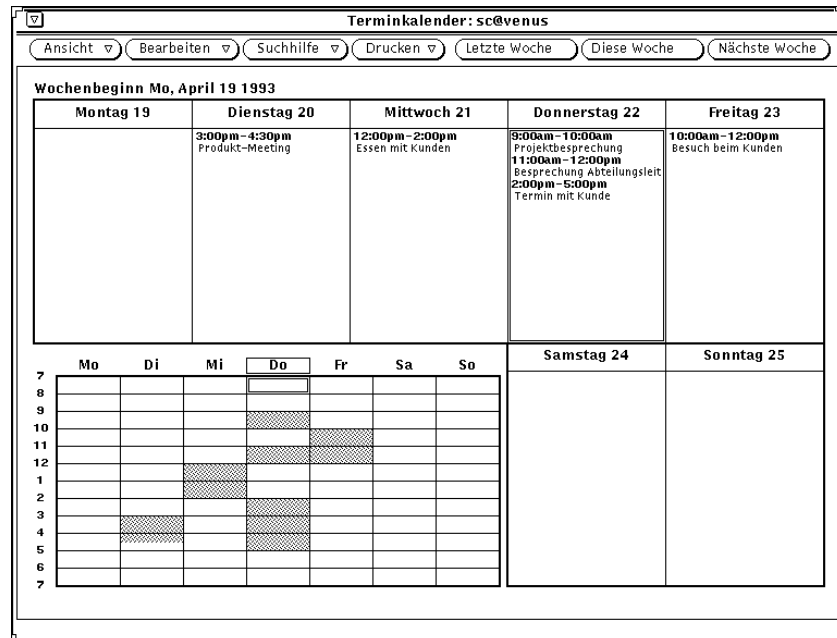 Terminkalender: sc@venus
Ansicht Bearbeiten Suchhilfe Drucken Letzte Woche Diese Woche Nächste Woche
Wochenbeginn Mo, April 19 1993
Montag 19 Dienstag 20 Mittwoch 21 Donnerstag 22 Freitag 23
3:00pm-4:30pm
Produkt-Meeting
12:00pm-2:00pm
Essen mit Kunden
9:00am-10:00am
Projektbesprechung
11:00am-12:00pm
Besprechung Abteilungsleit
2:00pm-5:00pm
Termin mit Kunde
10:00am-12:00pm
Besuch beim Kunden
Mo Di Mi Do Fr Sa So
7
8
9
10
11
12
1
2
3
4
5
6
7
Samstag 24 Sonntag 25